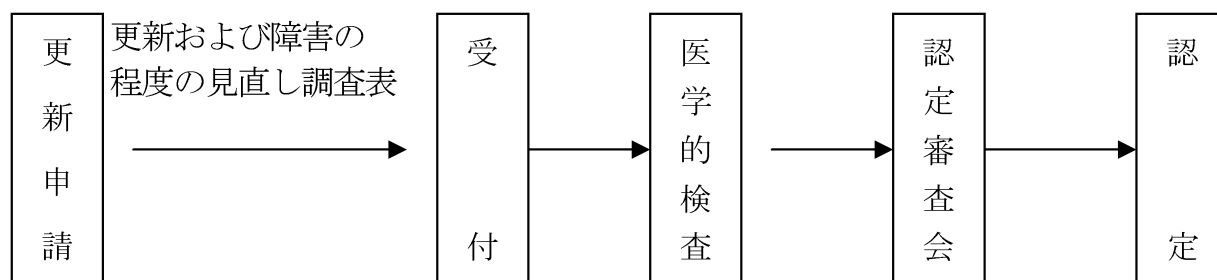 更新申請
更新および障害の
程度の見直し調査表
受付
医学的検査
認定審査会
認定